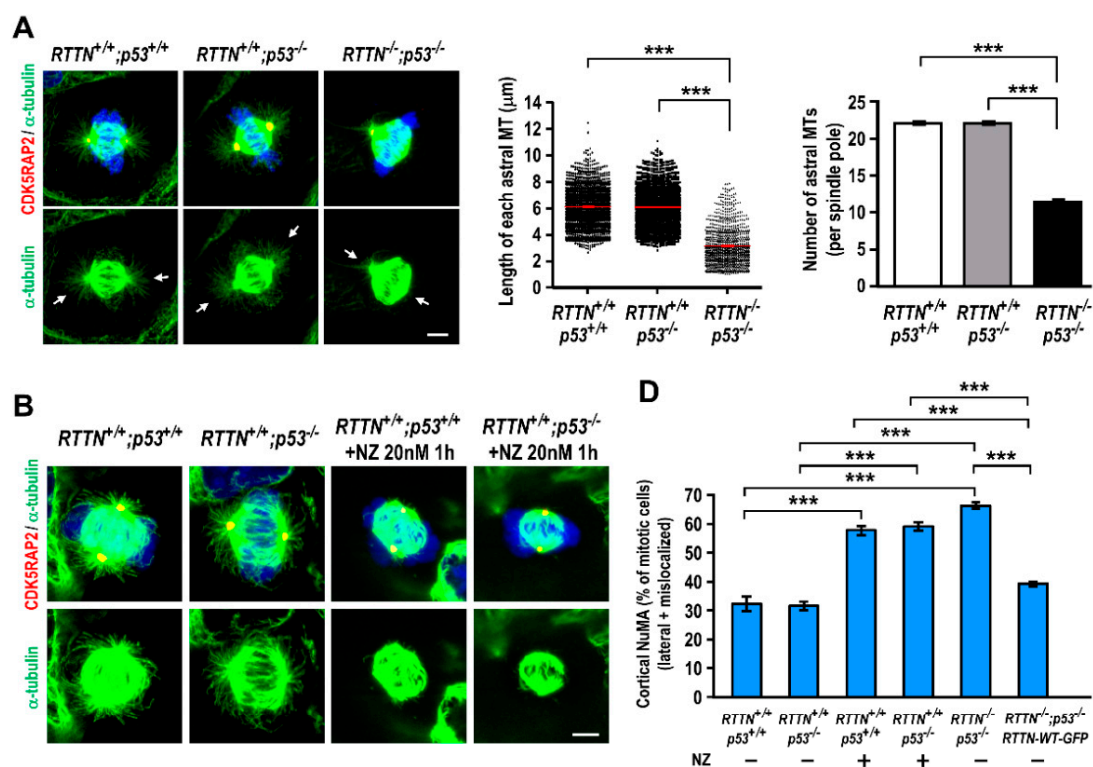 A
RTTN+/+;p53+/+ RTTN+/+;p53-/- RTTN-/-;p53-/-
CDK5RAP2 / α-tubulin
α-tubulin
Length of each astral MT (μm)
14
12
10
8
6
4
2
0
RTTN+/+ RTTN+/+ RTTN-/-
p53+/+ p53-/- p53-/-
***
***
Number of astral MTs
(per spindle pole)
25
20
15
10
5
0
RTTN+/+ RTTN+/+ RTTN-/-
p53+/+ p53-/- p53-/-
***
***
B
RTTN+/+;p53+/+ RTTN+/+;p53-/- RTTN+/+;p53+/+ RTTN+/+;p53-/-
+NZ 20nM 1h +NZ 20nM 1h
CDK5RAP2 / α-tubulin
α-tubulin
D
***
***
***
***
***
***
***
Cortical NuMA (% of mitotic cells)
(lateral + mislocalized)
70
60
50
40
30
20
10
0
RTTN+/+ RTTN+/+ RTTN+/+ RTTN+/+ RTTN-/- RTTN-/-;p53-/-
p53+/+ p53-/- p53+/+ p53-/- p53-/- RTTN-WT-GFP
NZ − − + + − −